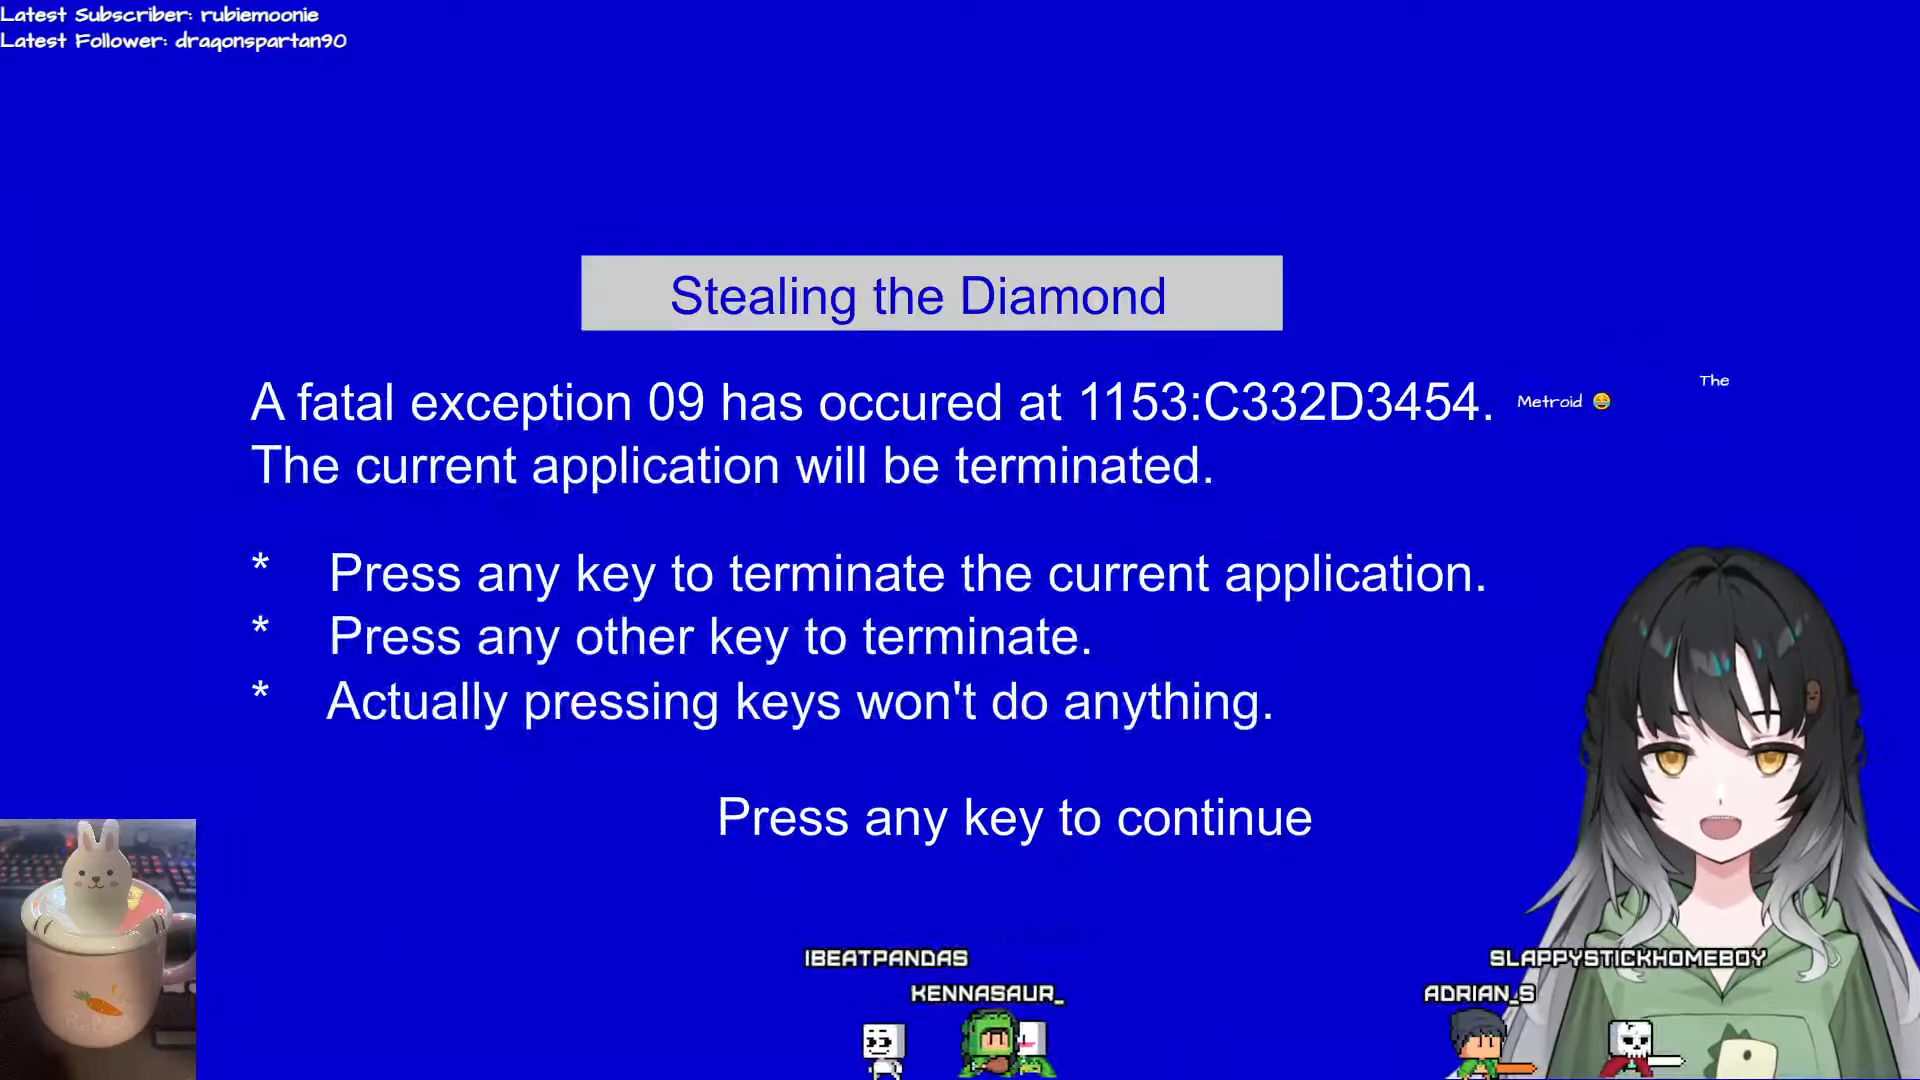 Latest Subscriber: rubiemoonie
Latest Follower: dragonspartan90
Stealing the Diamond
The
Metroid 😂
A fatal exception 09 has occured at 1153:C332D3454.
The current application will be terminated.
* Press any key to terminate the current application.
* Press any other key to terminate.
* Actually pressing keys won't do anything.
Press any key to continue
IBEATPANDAS
SLAPPYSTICKHOMEBOY
KENNASAUR_
ADRIAN_S